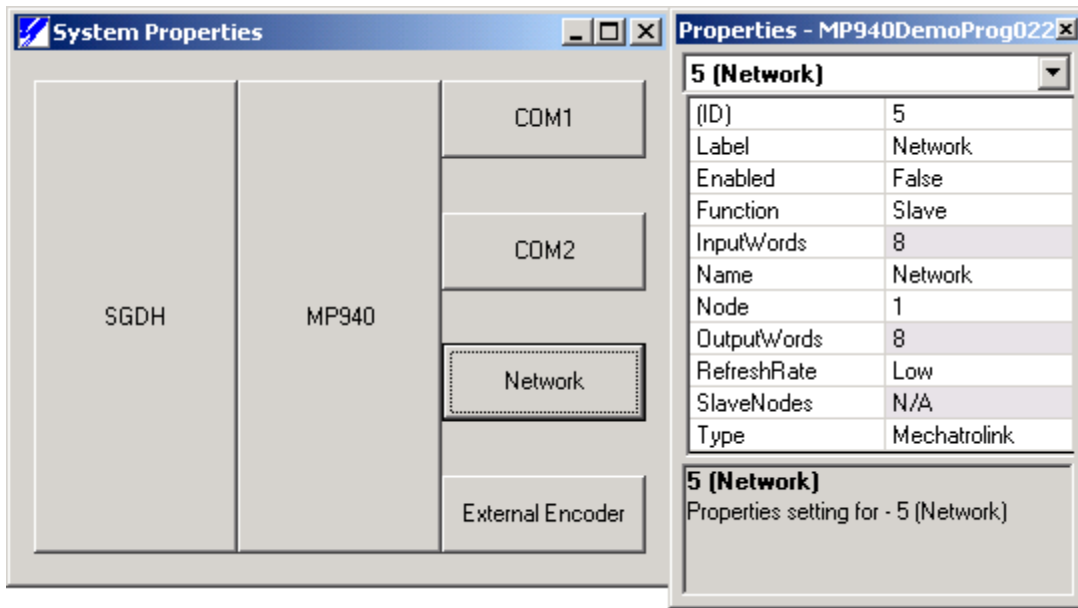 System Properties
SGDH
MP940
COM1
COM2
Network
External Encoder
Properties - MP940DemoProg022
5 (Network)
(ID) 5
Label Network
Enabled False
Function Slave
InputWords 8
Name Network
Node 1
OutputWords 8
RefreshRate Low
SlaveNodes N/A
Type Mechatrolink
5 (Network)
Properties setting for - 5 (Network)